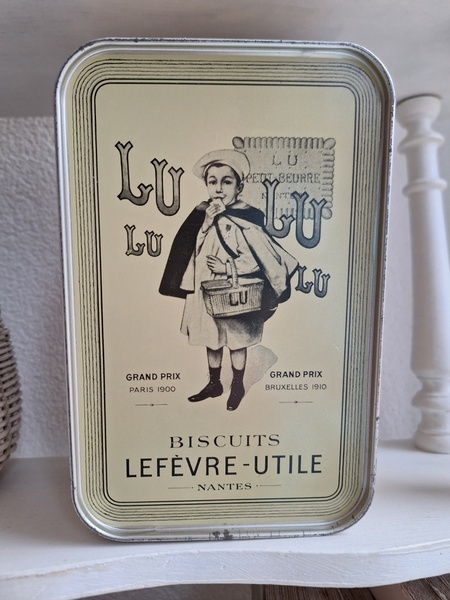 LU
LU
LU
PETIT-BEURRE
NANTES
LU
LU
LU
GRAND PRIX
PARIS 1900
GRAND PRIX
BRUXELLES 1910
BISCUITS
LEFÈVRE-UTILE
NANTES